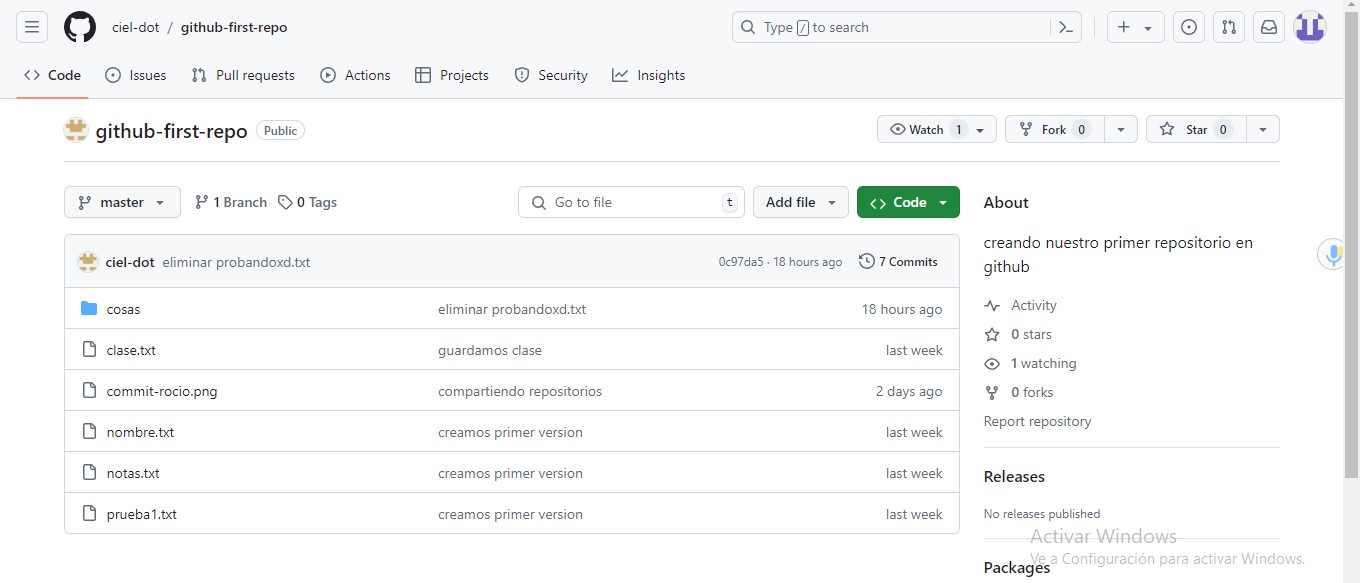 ciel-dot / github-first-repo Type / to search
Code Issues Pull requests Actions Projects Security Insights
github-first-repo Public Watch 1 Fork 0 Star 0
master 1 Branch 0 Tags Go to file t Add file Code
ciel-dot eliminar probandoxd.txt 0c97da5 · 18 hours ago 7 Commits
cosas eliminar probandoxd.txt 18 hours ago
clase.txt guardamos clase last week
commit-rocio.png compartiendo repositorios 2 days ago
nombre.txt creamos primer version last week
notas.txt creamos primer version last week
prueba1.txt creamos primer version last week
About
creando nuestro primer repositorio en
github
Activity
0 stars
1 watching
0 forks
Report repository
Releases
No releases published
Packages
Activar Windows
Ve a Configuración para activar Windows.